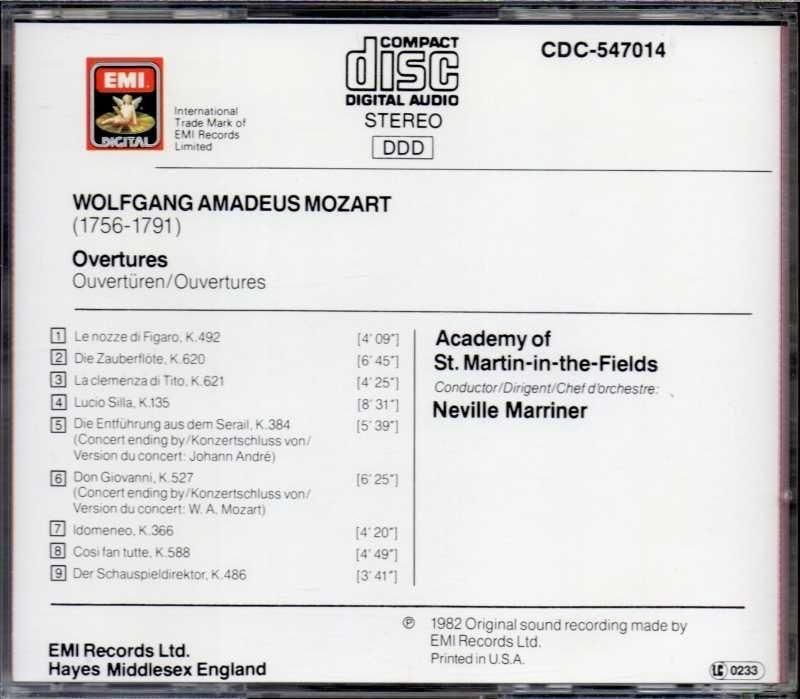 EMI
DIGITAL
International
Trade Mark of
EMI Records
Limited
COMPACT
disc
DIGITAL AUDIO
STEREO
DDD
CDC-547014
WOLFGANG AMADEUS MOZART
(1756-1791)
Overtures
Ouvertüren/Ouvertures
1 Le nozze di Figaro, K.492 [4' 09"]
2 Die Zauberflöte, K.620 [6' 45"]
3 La clemenza di Tito, K.621 [4' 25"]
4 Lucio Silla, K.135 [8' 31"]
5 Die Entführung aus dem Serail, K.384 [5' 39"]
(Concert ending by/Konzertschluss von/
Version du concert: Johann André)
6 Don Giovanni, K.527 [6' 25"]
(Concert ending by/Konzertschluss von/
Version du concert: W. A. Mozart)
7 Idomeneo, K.366 [4' 20"]
8 Cosi fan tutte, K.588 [4' 49"]
9 Der Schauspieldirektor, K.486 [3' 41"]
Academy of
St. Martin-in-the-Fields
Conductor/Dirigent/Chef d'orchestre:
Neville Marriner
℗ 1982 Original sound recording made by
EMI Records Ltd.
Printed in U.S.A.
EMI Records Ltd.
Hayes Middlesex England
LC 0233